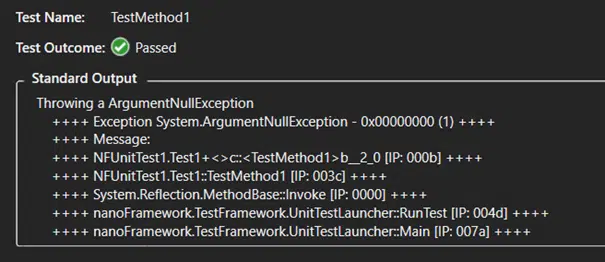 Test Name: TestMethod1
Test Outcome: Passed
Standard Output
Throwing a ArgumentNullException
++++ Exception System.ArgumentNullException - 0x00000000 (1) ++++
++++ Message:
++++ NFUnitTest1.Test1+<>c::<TestMethod1>b__2_0 [IP: 000b] ++++
++++ NFUnitTest1.Test1::TestMethod1 [IP: 003c] ++++
++++ System.Reflection.MethodBase::Invoke [IP: 0000] ++++
++++ nanoFramework.TestFramework.UnitTestLauncher::RunTest [IP: 004d] ++++
++++ nanoFramework.TestFramework.UnitTestLauncher::Main [IP: 007a] ++++